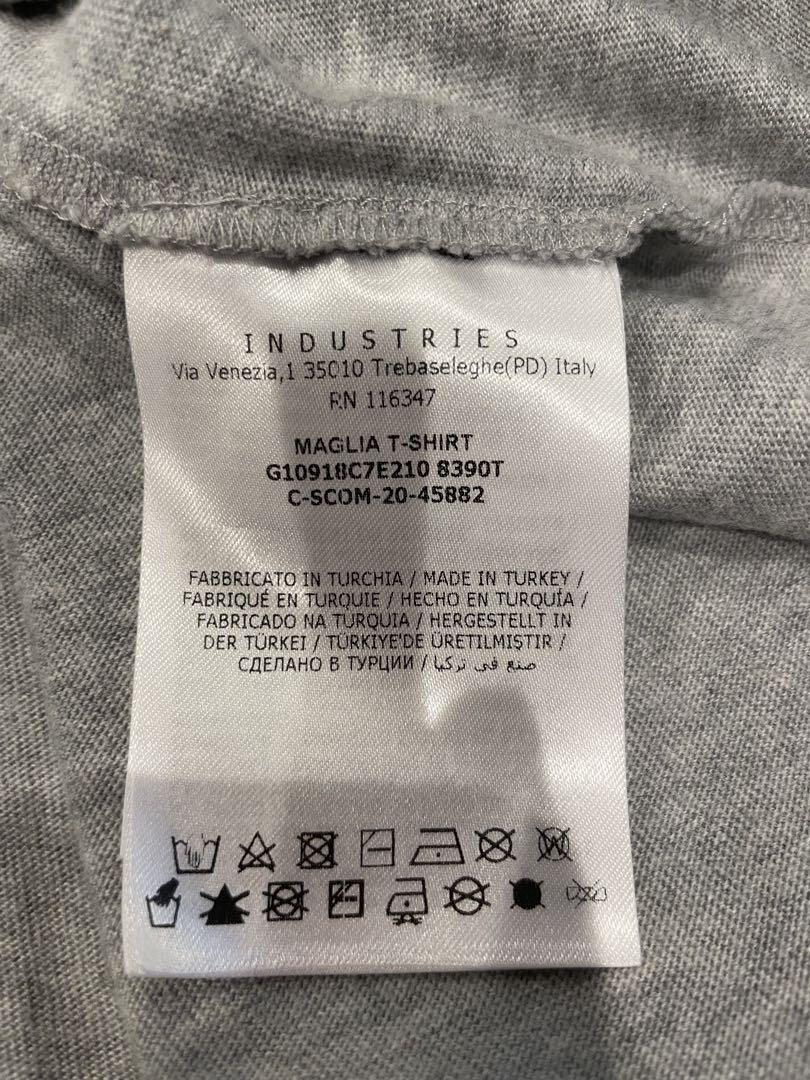 INDUSTRIES
Via Venezia,1 35010 Trebaseleghe(PD) Italy
RN 116347
MAGLIA T-SHIRT
G10918C7E210 8390T
C-SCOM-20-45882
FABBRICATO IN TURCHIA / MADE IN TURKEY /
FABRIQUÉ EN TURQUIE / HECHO EN TURQUÍA /
FABRICADO NA TURQUIA / HERGESTELLT IN
DER TÜRKEI / TÜRKIYE'DE ÜRETILMIŞTIR /
СДЕЛАНО В ТУРЦИИ / صنع في تركيا
W